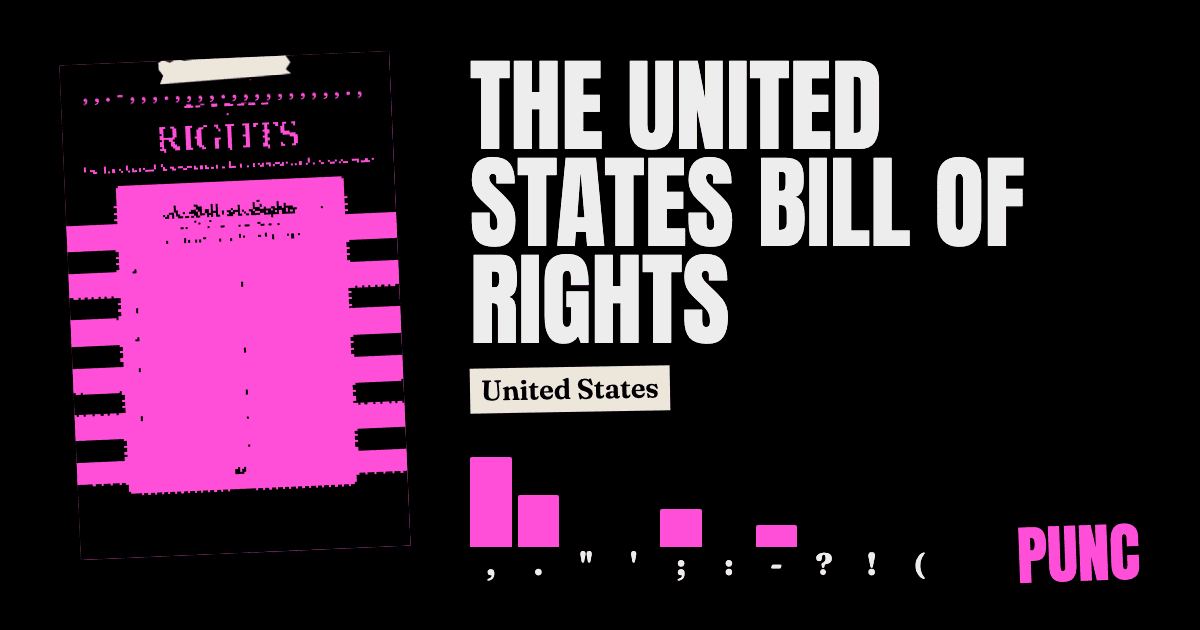 RIGHTS
THE UNITED
STATES BILL OF
RIGHTS
United States
, . " ' ; : - ? ! (
PUNC